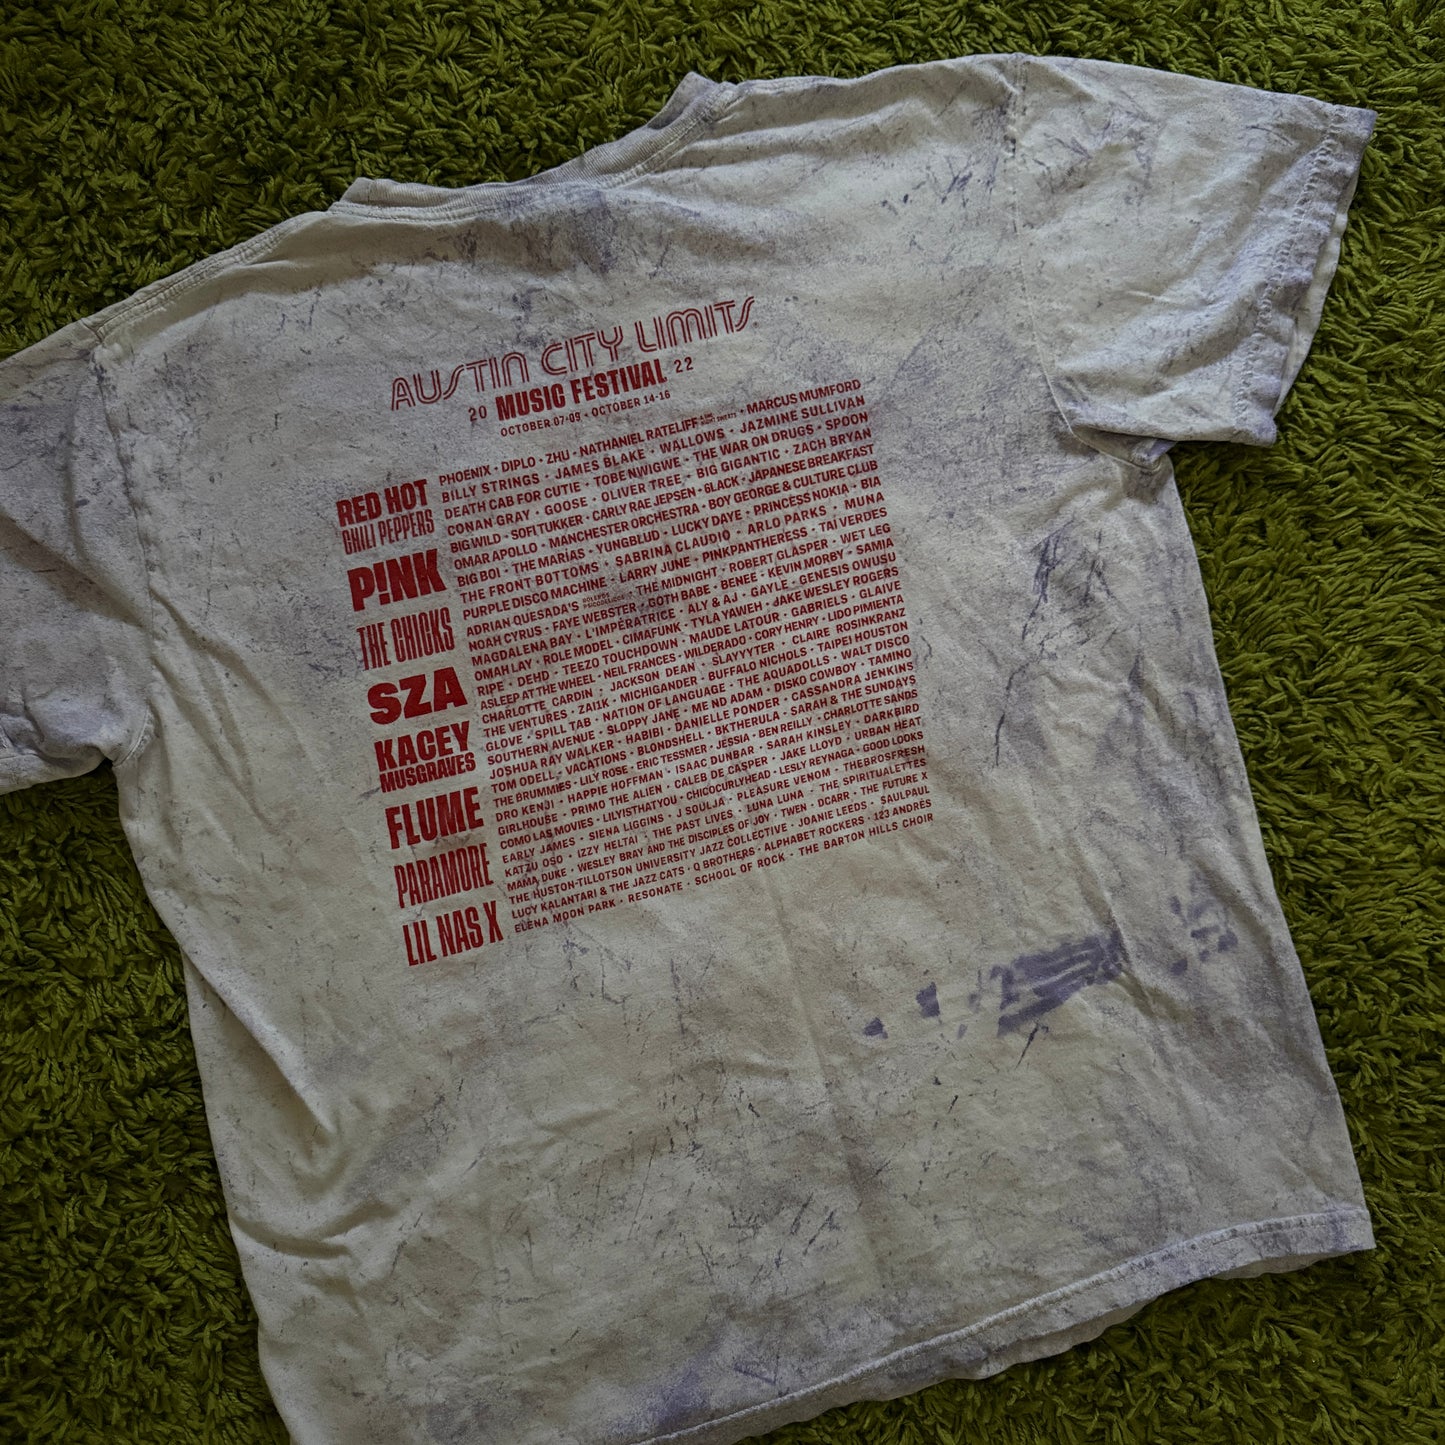 AUSTIN CITY LIMITS
20 MUSIC FESTIVAL 22
OCTOBER 07-09 • OCTOBER 14-16
RED HOT
CHILI PEPPERS
P!NK
THE CHICKS
SZA
KACEY
MUSGRAVES
FLUME
PARAMORE
LIL NAS X
PHOENIX • DIPLO • ZHU • NATHANIEL RATELIFF & THE NIGHT SWEATS • MARCUS MUMFORD
BILLY STRINGS • JAMES BLAKE • WALLOWS • JAZMINE SULLIVAN
DEATH CAB FOR CUTIE • TOBE NWIGWE • THE WAR ON DRUGS • SPOON
CONAN GRAY • GOOSE • OLIVER TREE • BIG GIGANTIC • ZACH BRYAN
BIG WILD • SOFI TUKKER • CARLY RAE JEPSEN • 6LACK • JAPANESE BREAKFAST
OMAR APOLLO • MANCHESTER ORCHESTRA • BOY GEORGE & CULTURE CLUB
BIG BOI • THE MARÍAS • YUNGBLUD • LUCKY DAYE • PRINCESS NOKIA • BIA
THE FRONT BOTTOMS • SABRINA CLAUDIO • ARLO PARKS • MUNA
PURPLE DISCO MACHINE • LARRY JUNE • PINKPANTHERESS • TAI VERDES
ADRIAN QUESADA'S BOLEROS PSICODÉLICOS • THE MIDNIGHT • ROBERT GLASPER • WET LEG
NOAH CYRUS • FAYE WEBSTER • GOTH BABE • BENEE • KEVIN MORBY • SAMIA
MAGDALENA BAY • L'IMPÉRATRICE • ALY & AJ • GAYLE • GENESIS OWUSU
OMAH LAY • ROLE MODEL • CIMAFUNK • TYLA YAWEH • JAKE WESLEY ROGERS
RIPE • DEHD • TEEZO TOUCHDOWN • MAUDE LATOUR • GABRIELS • GLAIVE
ASLEEP AT THE WHEEL • NEIL FRANCES • WILDERADO • CORY HENRY • LIDO PIMIENTA
CHARLOTTE CARDIN • JACKSON DEAN • SLAYYYTER • CLAIRE ROSINKRANZ
THE VENTURES • ZAI1K • MICHIGANDER • BUFFALO NICHOLS • TAIPEI HOUSTON
GLOVE • SPILL TAB • NATION OF LANGUAGE • THE AQUADOLLS • WALT DISCO
SOUTHERN AVENUE • SLOPPY JANE • ME ND ADAM • DISKO COWBOY • TAMINO
JOSHUA RAY WALKER • HABIBI • DANIELLE PONDER • CASSANDRA JENKINS
TOM ODELL • VACATIONS • BLONDSHELL • BKTHERULA • SARAH & THE SUNDAYS
THE BRUMMIES • LILY ROSE • ERIC TESSMER • JESSIA • BEN REILLY • CHARLOTTE SANDS
DRO KENJI • HAPPIE HOFFMAN • ISAAC DUNBAR • SARAH KINSLEY • DARKBIRD
GIRLHOUSE • PRIMO THE ALIEN • CALEB DE CASPER • JAKE LLOYD • URBAN HEAT
COMO LAS MOVIES • LILYISTHATYOU • CHICOCURLYHEAD • LESLY REYNAGA • GOOD LOOKS
EARLY JAMES • SIENA LIGGINS • J SOULJA • PLEASURE VENOM • THEBROSFRESH
KATZÙ OSO • IZZY HELTAI • THE PAST LIVES • LUNA LUNA • THE SPIRITUALETTES
MAMA DUKE • WESLEY BRAY AND THE DISCIPLES OF JOY • TWEN • DCARR • THE FUTURE X
THE HUSTON-TILLOTSON UNIVERSITY JAZZ COLLECTIVE • JOANIE LEEDS • SAULPAUL
LUCY KALANTARI & THE JAZZ CATS • Q BROTHERS • ALPHABET ROCKERS • 123 ANDRÉS
ELENA MOON PARK • RESONATE • SCHOOL OF ROCK • THE BARTON HILLS CHOIR